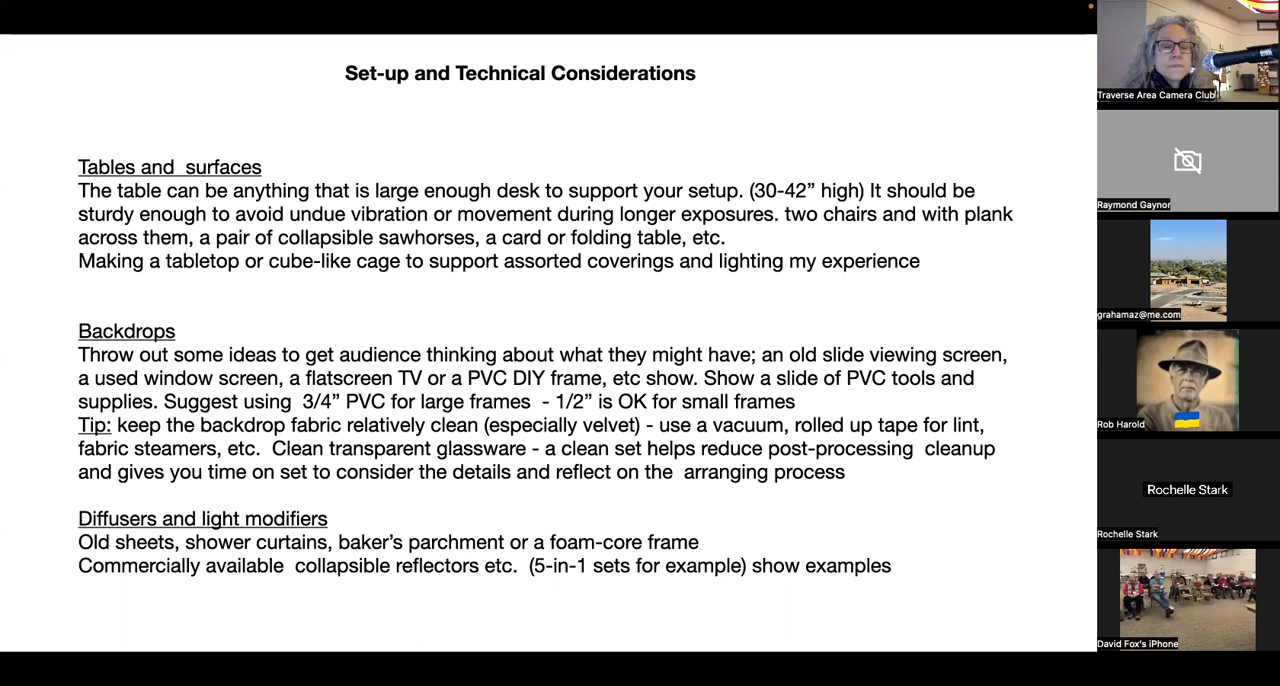 Set-up and Technical Considerations
Tables and  surfaces
The table can be anything that is large enough desk to support your setup. (30-42” high) It should be
sturdy enough to avoid undue vibration or movement during longer exposures. two chairs and with plank
across them, a pair of collapsible sawhorses, a card or folding table, etc.
Making a tabletop or cube-like cage to support assorted coverings and lighting my experience
Backdrops
Throw out some ideas to get audience thinking about what they might have; an old slide viewing screen,
a used window screen, a flatscreen TV or a PVC DIY frame, etc show. Show a slide of PVC tools and
supplies. Suggest using  3/4” PVC for large frames  - 1/2” is OK for small frames
Tip: keep the backdrop fabric relatively clean (especially velvet) - use a vacuum, rolled up tape for lint,
fabric steamers, etc.  Clean transparent glassware - a clean set helps reduce post-processing  cleanup
and gives you time on set to consider the details and reflect on the  arranging process
Diffusers and light modifiers
Old sheets, shower curtains, baker’s parchment or a foam-core frame
Commercially available  collapsible reflectors etc.  (5-in-1 sets for example) show examples
Traverse Area Camera Club
Raymond Gaynor
grahamaz@me.com
Rob Harold
Rochelle Stark
Rochelle Stark
David Fox's iPhone